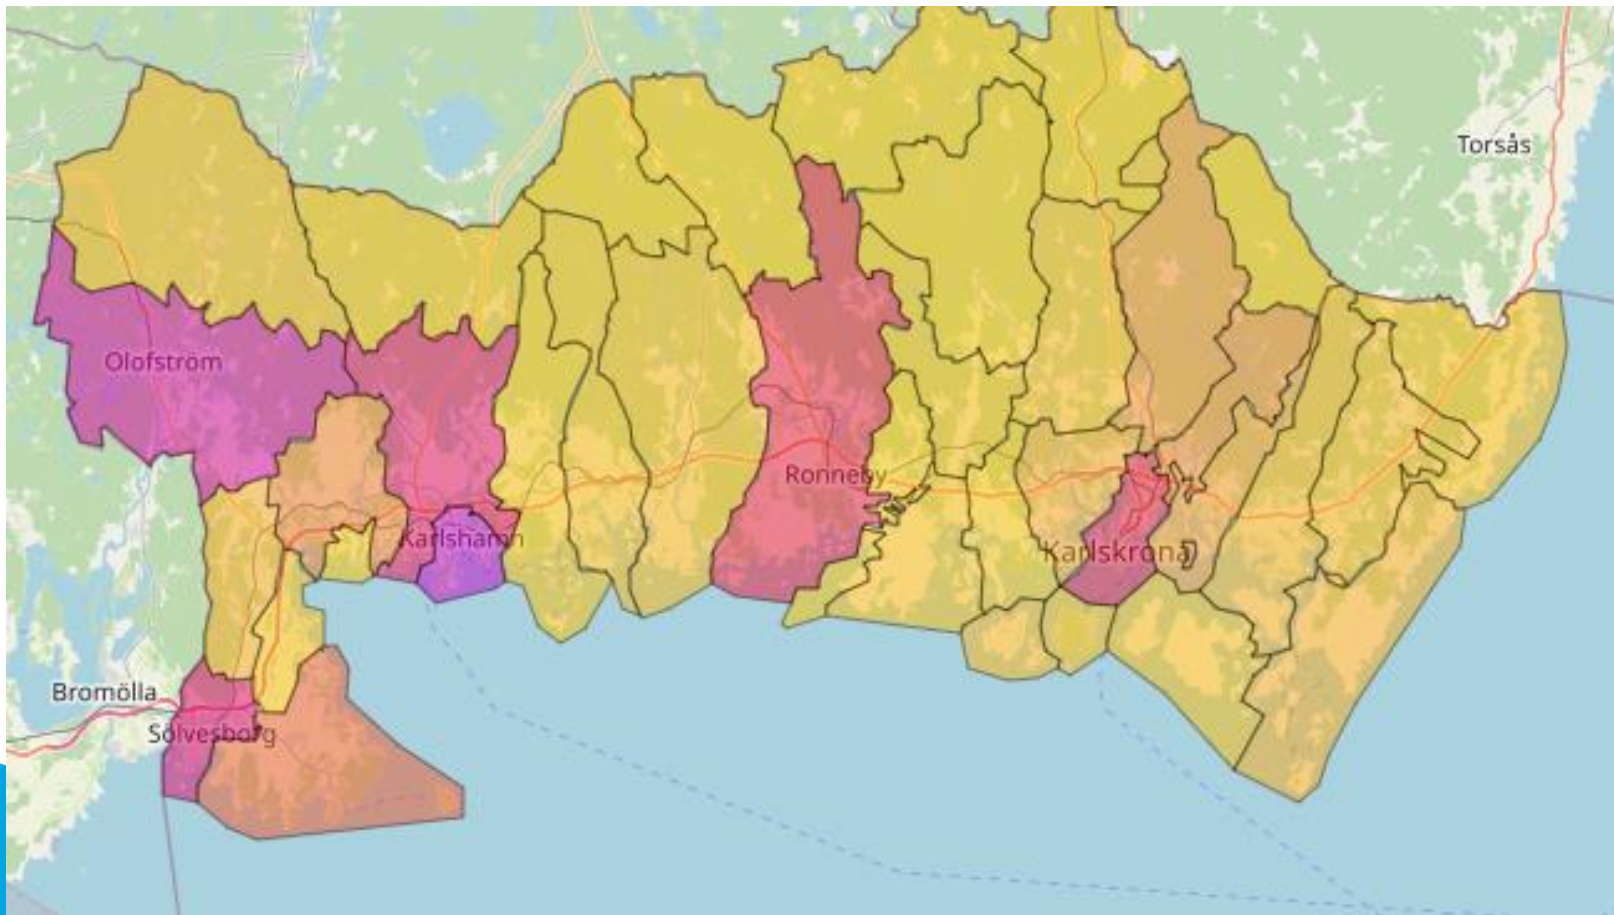 Torsås
Olofström
Ronneby
Karlshamn
Karlskrona
Bromölla
Sölvesborg